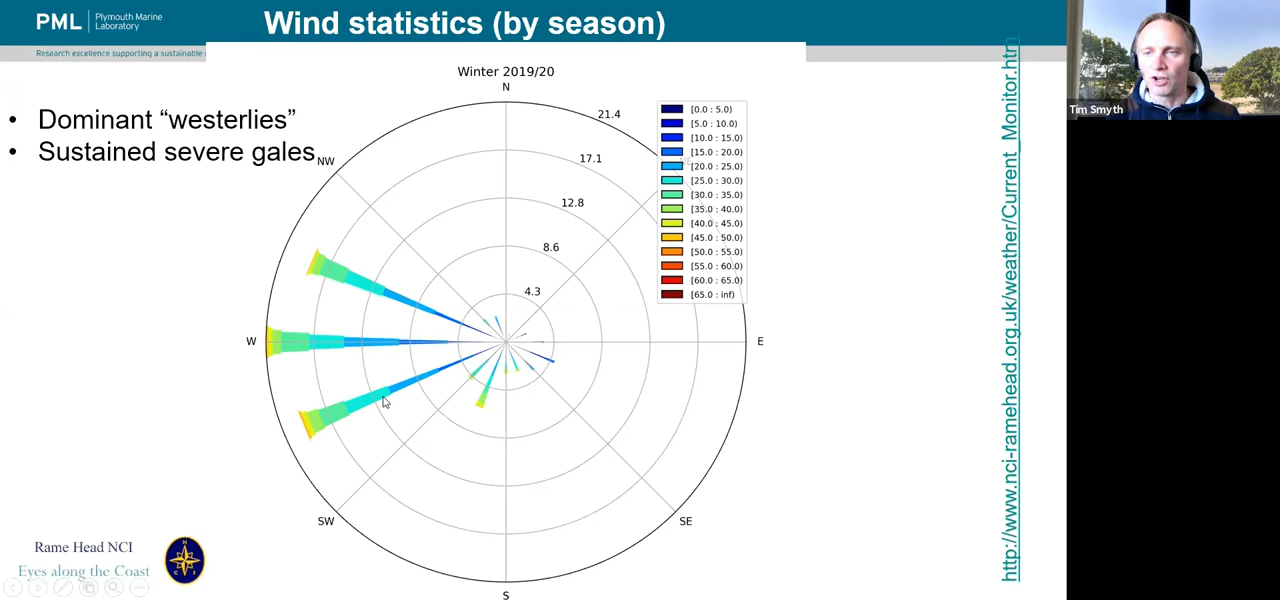 PML
Plymouth Marine
Laboratory
Research excellence supporting a sustainable
Wind statistics (by season)
Tim Smyth
• Dominant “westerlies”
• Sustained severe gales
Winter 2019/20
N
NW
W
SW
S
SE
E
21.4
17.1
12.8
8.6
4.3
[0.0 : 5.0)
[5.0 : 10.0)
[10.0 : 15.0)
[15.0 : 20.0)
[20.0 : 25.0)
[25.0 : 30.0)
[30.0 : 35.0)
[35.0 : 40.0)
[40.0 : 45.0)
[45.0 : 50.0)
[50.0 : 55.0)
[55.0 : 60.0)
[60.0 : 65.0)
[65.0 : inf)
http://www.nci-ramehead.org.uk/weather/Current_Monitor.htm
Rame Head NCI
Eyes along the Coast